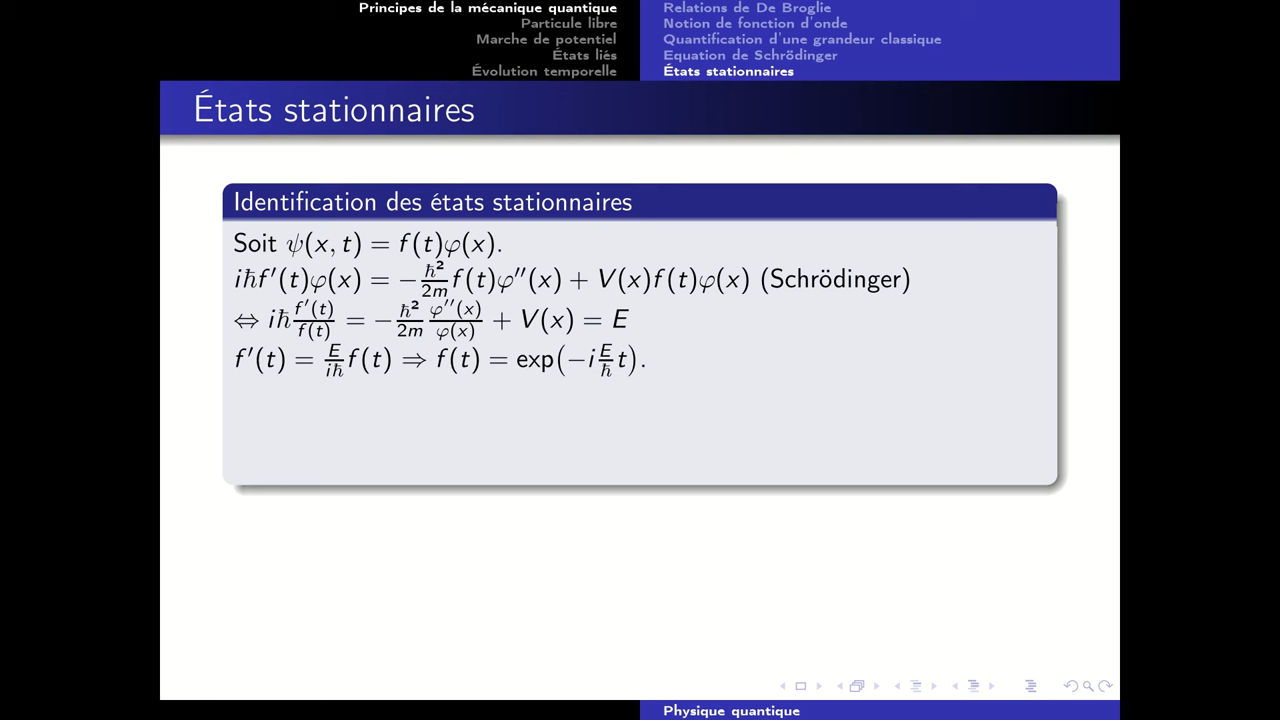 Principes de la mécanique quantique
Particule libre
Marche de potentiel
États liés
Évolution temporelle
Relations de De Broglie
Notion de fonction d'onde
Quantification d'une grandeur classique
Equation de Schrödinger
États stationnaires
États stationnaires
Identification des états stationnaires
Soit ψ(x, t) = f(t)φ(x).
iℏf′(t)φ(x) = −ℏ²/2m f(t)φ′′(x) + V(x)f(t)φ(x) (Schrödinger)
⇔ iℏ f′(t)/f(t) = −ℏ²/2m φ′′(x)/φ(x) + V(x) = E
f′(t) = E/iℏ f(t) ⇒ f(t) = exp(−i E/ℏ t).
Physique quantique